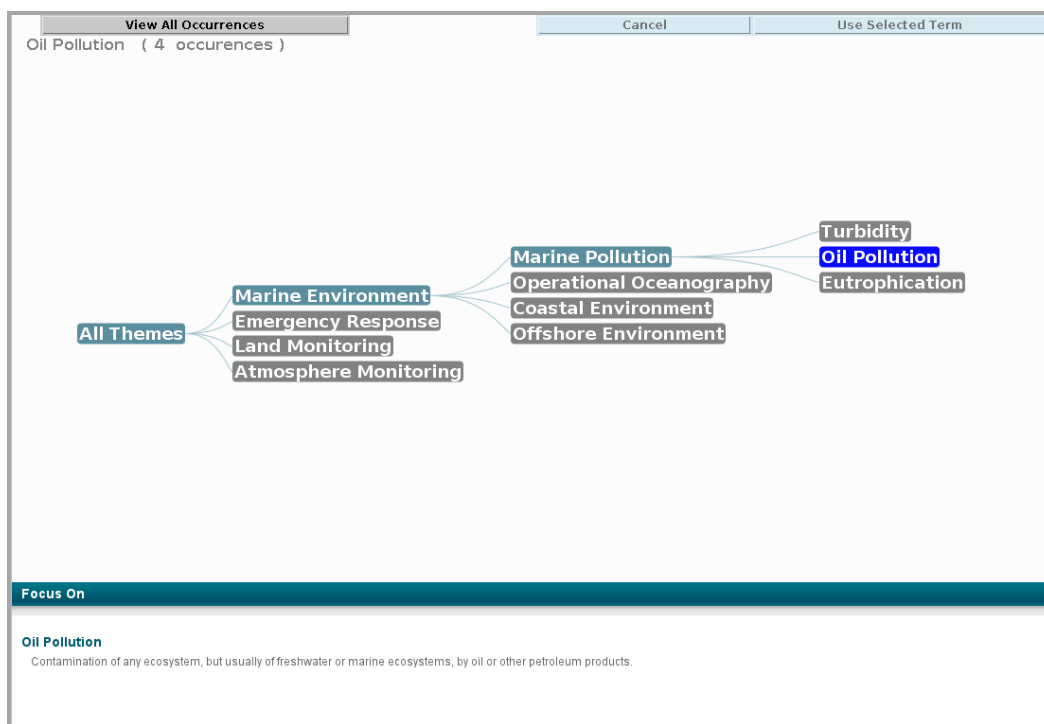 View All Occurrences Cancel Use Selected Term
Oil Pollution ( 4 occurences )
Turbidity
Marine Pollution Oil Pollution
Operational Oceanography Eutrophication
Marine Environment Coastal Environment
Emergency Response
All Themes Offshore Environment
Land Monitoring
Atmosphere Monitoring
Focus On
Oil Pollution
Contamination of any ecosystem, but usually of freshwater or marine ecosystems, by oil or other petroleum products.